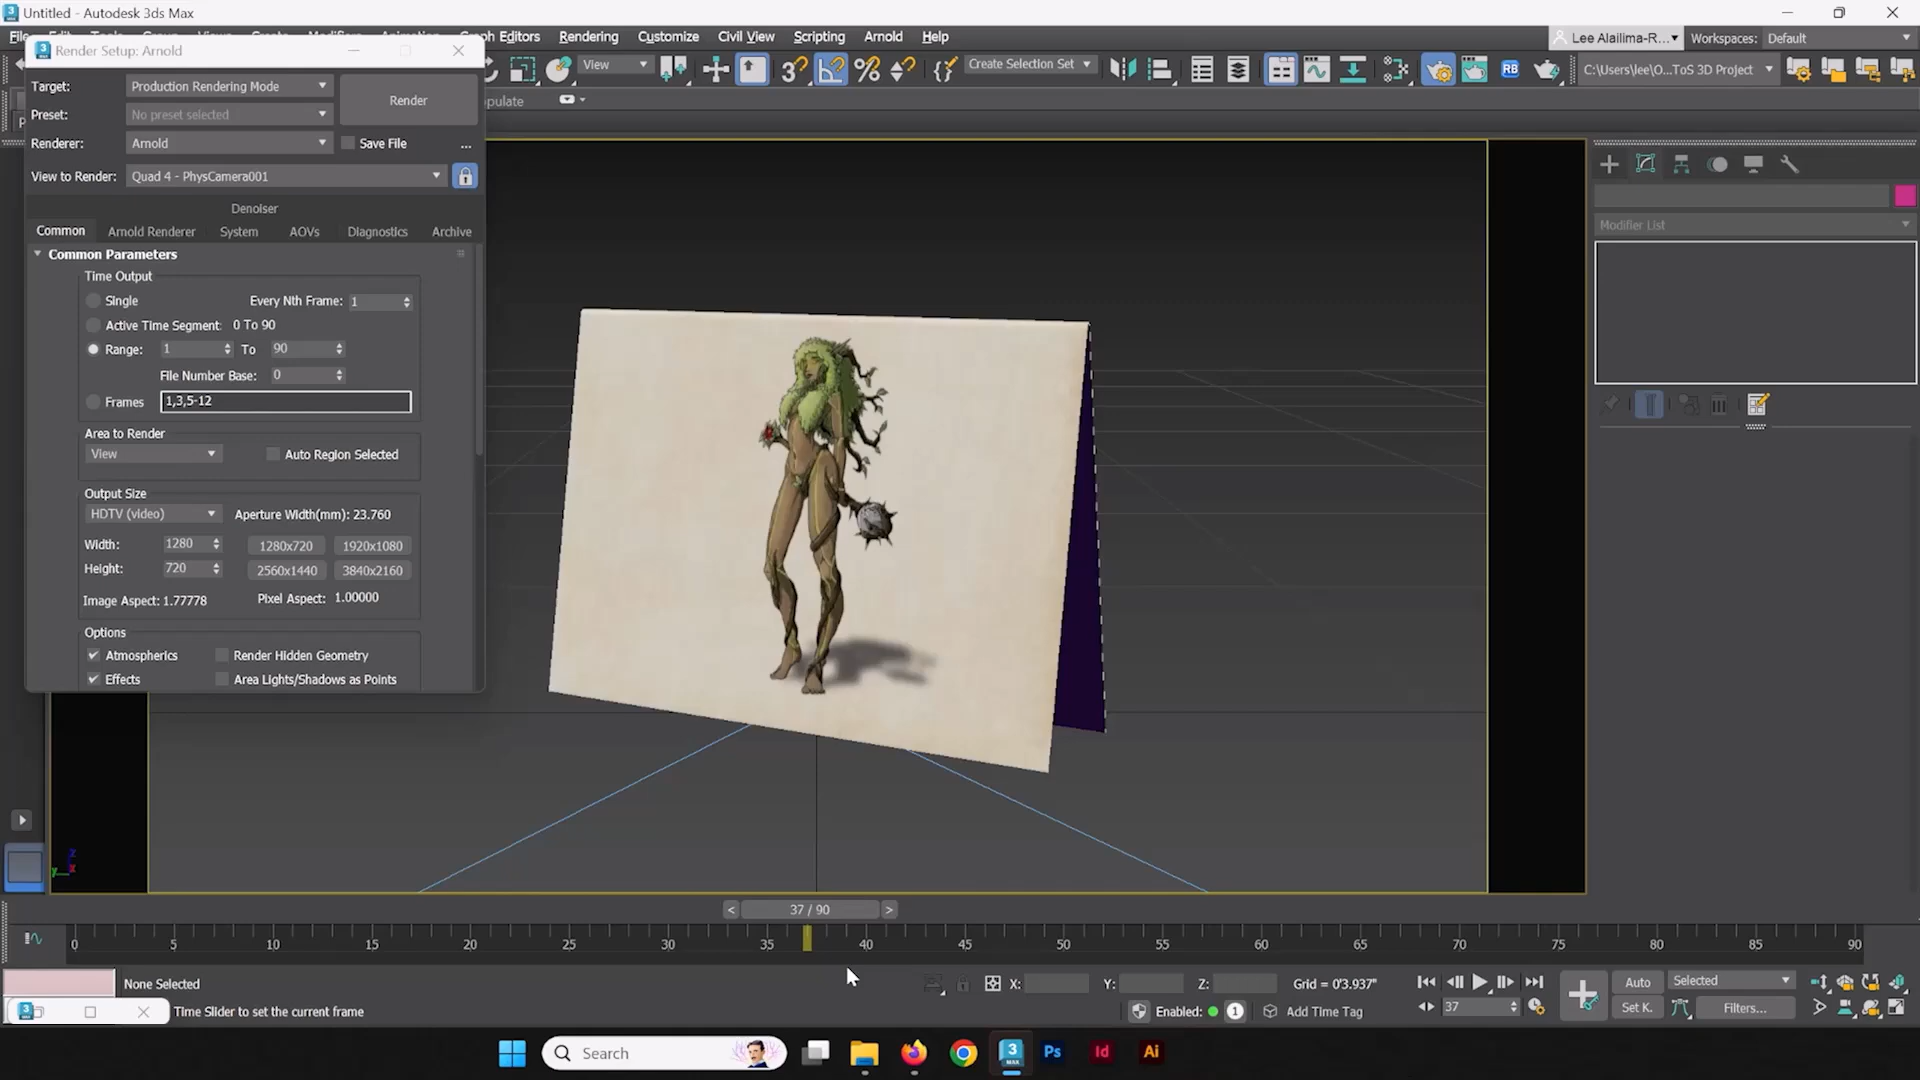 Untitled - Autodesk 3ds Max
Graph Editors Rendering Customize Civil View Scripting Arnold Help
Lee Alailima-R... Workspaces: Default
Render Setup: Arnold
View
Create Selection Set
RB
C:\Users\lee\O...ToS 3D Project
Target: Production Rendering Mode
Render
Preset: No preset selected
pulate
Renderer: Arnold
Save File
...
View to Render: Quad 4 - PhysCamera001
Denoiser
Common Arnold Renderer System AOVs Diagnostics Archive
Common Parameters
Time Output
Single Every Nth Frame: 1
Active Time Segment: 0 To 90
Range: 1 To 90
File Number Base: 0
Frames 1,3,5-12
Area to Render
View Auto Region Selected
Output Size
HDTV (video) Aperture Width(mm): 23.760
Width: 1280 1280x720 1920x1080
Height: 720 2560x1440 3840x2160
Image Aspect: 1.77778 Pixel Aspect: 1.00000
Options
Atmospherics Render Hidden Geometry
Effects Area Lights/Shadows as Points
Modifier List
z
y x
< 37 / 90 >
0 5 10 15 20 25 30 35 40 45 50 55 60 65 70 75 80 85 90
None Selected
X: Y: Z: Grid = 0'3.937"
Auto Selected
Time Slider to set the current frame
Enabled: 1 Add Time Tag
37
Set K. Filters...
Search
3 MAX Ps Id Ai